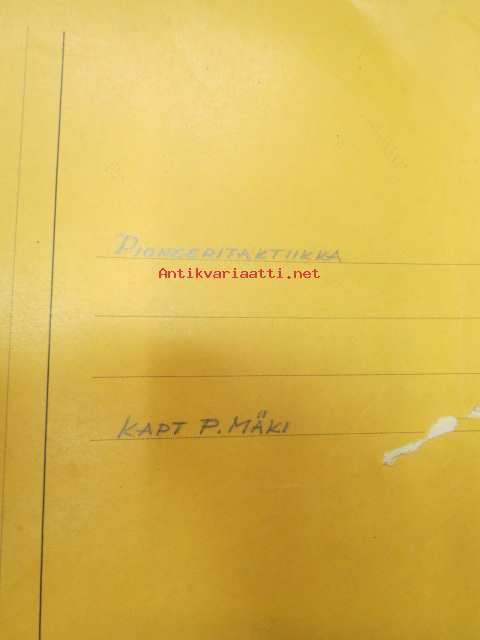 PIONEERITAKTIIKKA
Antikvariaatti.net
KAPT P. MÄKI